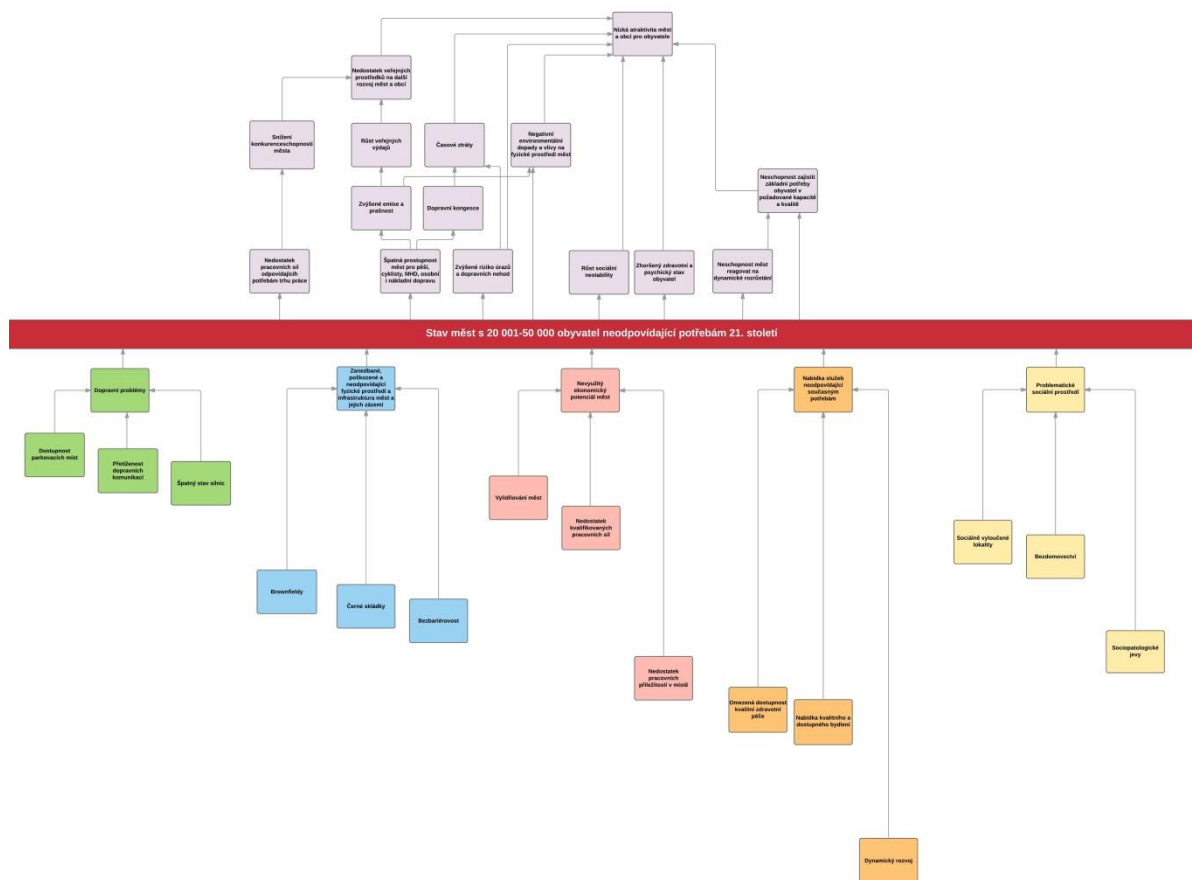 Nízká atraktivita měst
a obcí pro obyvatele
Nedostatek veřejných
prostředků na další
rozvoj měst a obcí
Snížení
konkurenceschopnosti
města
Růst veřejných
výdajů
Časové ztráty
Negativní
environmentální
dopady a vlivy na
fyzické prostředí měst
Neschopnost zajistit
základní potřeby
obyvatel v
požadované kapacitě
a kvalitě
Zvýšené emise a
prašnost
Dopravní kongesce
Nedostatek
pracovních sil
odpovídajících
potřebám trhu práce
Špatná prostupnost
měst pro pěší,
cyklisty, MHD, osobní
i nákladní dopravu
Zvýšené riziko úrazů
a dopravních nehod
Růst sociální
nestability
Zhoršený zdravotní a
psychický stav
obyvatel
Neschopnost měst
reagovat na
dynamické rozrůstání
Stav měst s 20 001-50 000 obyvatel neodpovídající potřebám 21. století
Dopravní problémy
Zanedbané,
poškozené a
neodpovídající
fyzické prostředí a
infrastruktura měst a
jejich zázemí
Nevyužitý
ekonomický
potenciál měst
Nabídka služeb
neodpovídající
současným
potřebám
Problematické
sociální prostředí
Dostupnost
parkovacích míst
Přetíženost
dopravních
komunikací
Špatný stav silnic
Vylidňování měst
Nedostatek
kvalifikovaných
pracovních sil
Sociálně vyloučené
lokality
Bezdomovectví
Brownfieldy
Černé skládky
Bezbariérovost
Sociopatologické
jevy
Nedostatek
pracovních
příležitostí v místě
Omezená dostupnost
kvalitní zdravotní
péče
Nabídka kvalitního a
dostupného bydlení
Dynamický rozvoj